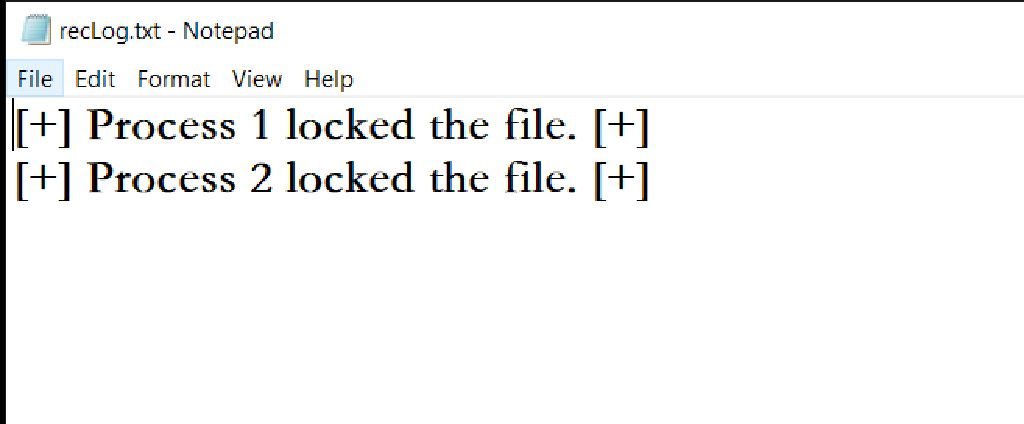 recLog.txt - Notepad
File Edit Format View Help
[+] Process 1 locked the file. [+]
[+] Process 2 locked the file. [+]